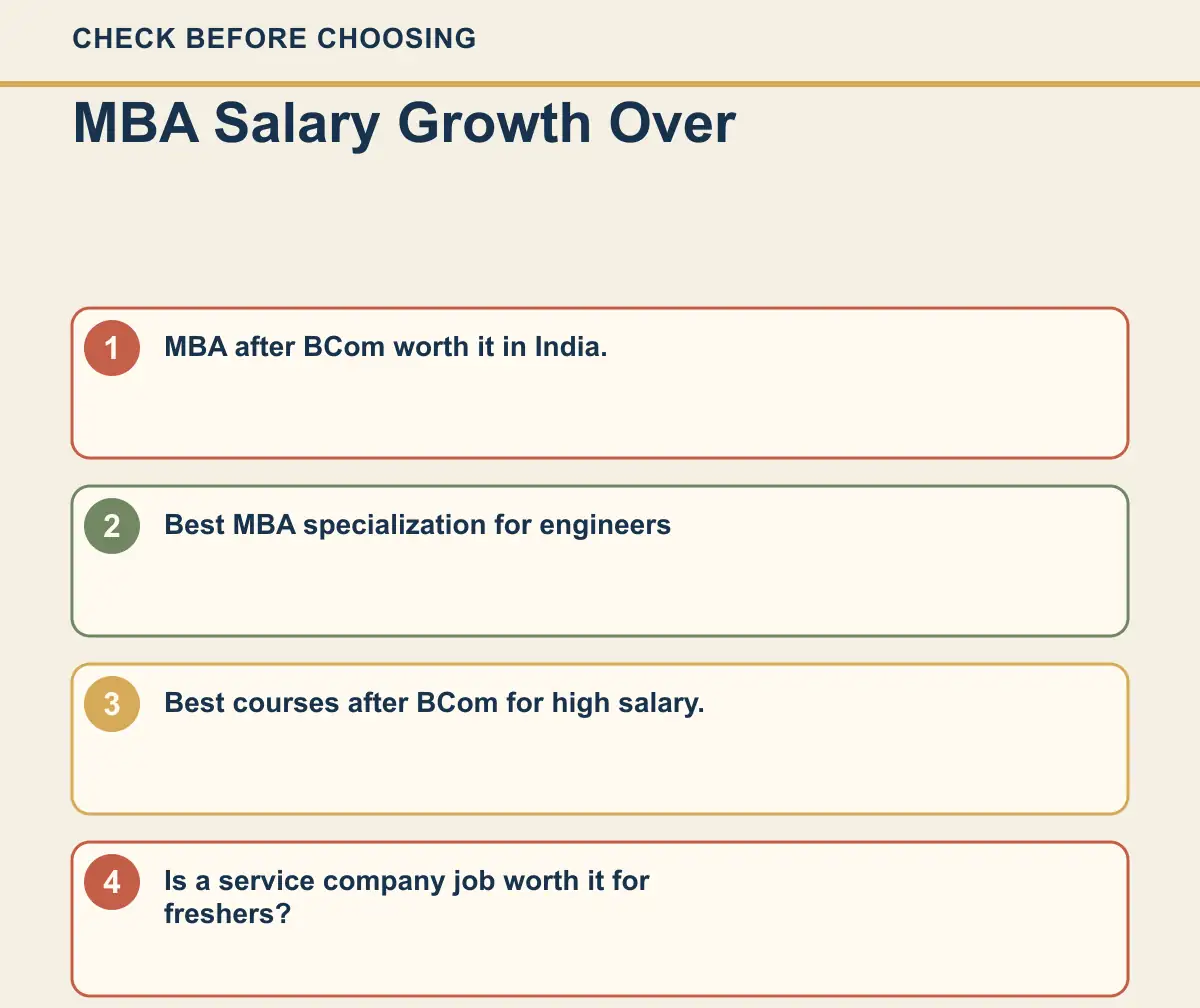 CHECK BEFORE CHOOSING
MBA Salary Growth Over
1 MBA after BCom worth it in India.
2 Best MBA specialization for engineers
3 Best courses after BCom for high salary.
4 Is a service company job worth it for
freshers?